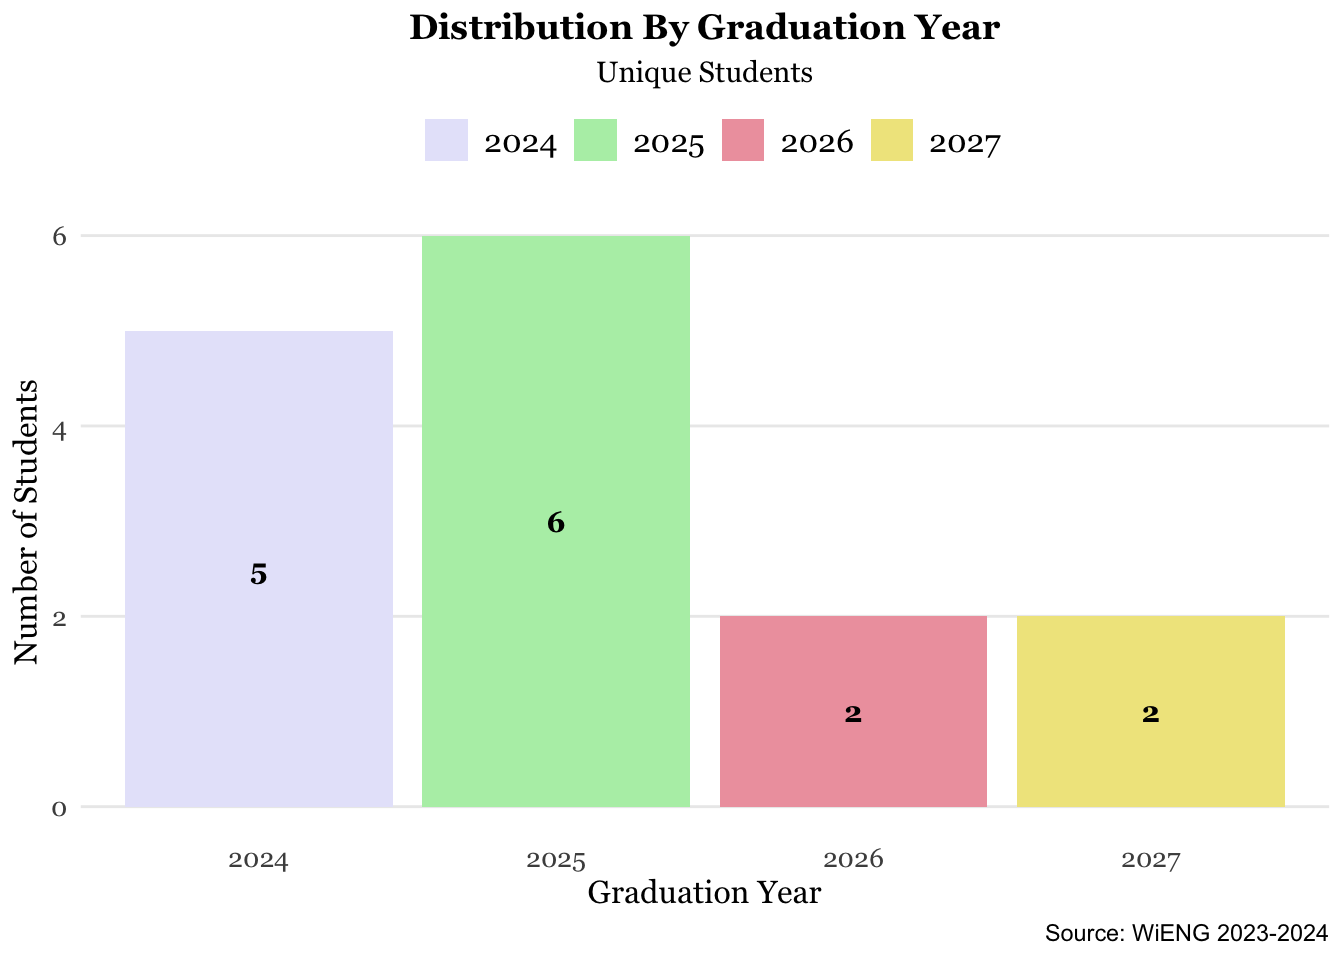 Distribution By Graduation Year
Unique Students
2024 2025 2026 2027
Number of Students
6
4
2
0
5
6
2
2
2024 2025 2026 2027
Graduation Year
Source: WiENG 2023-2024